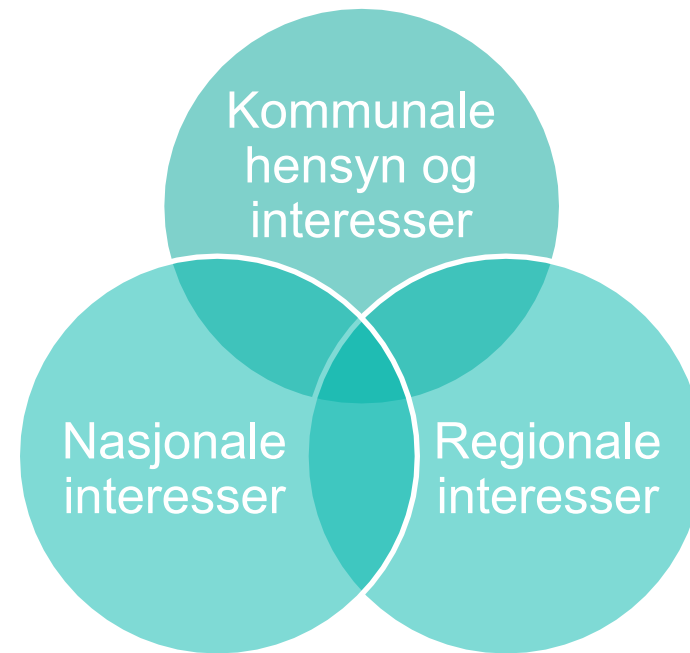 Kommunale
hensyn og
interesser
Nasjonale
interesser
Regionale
interesser